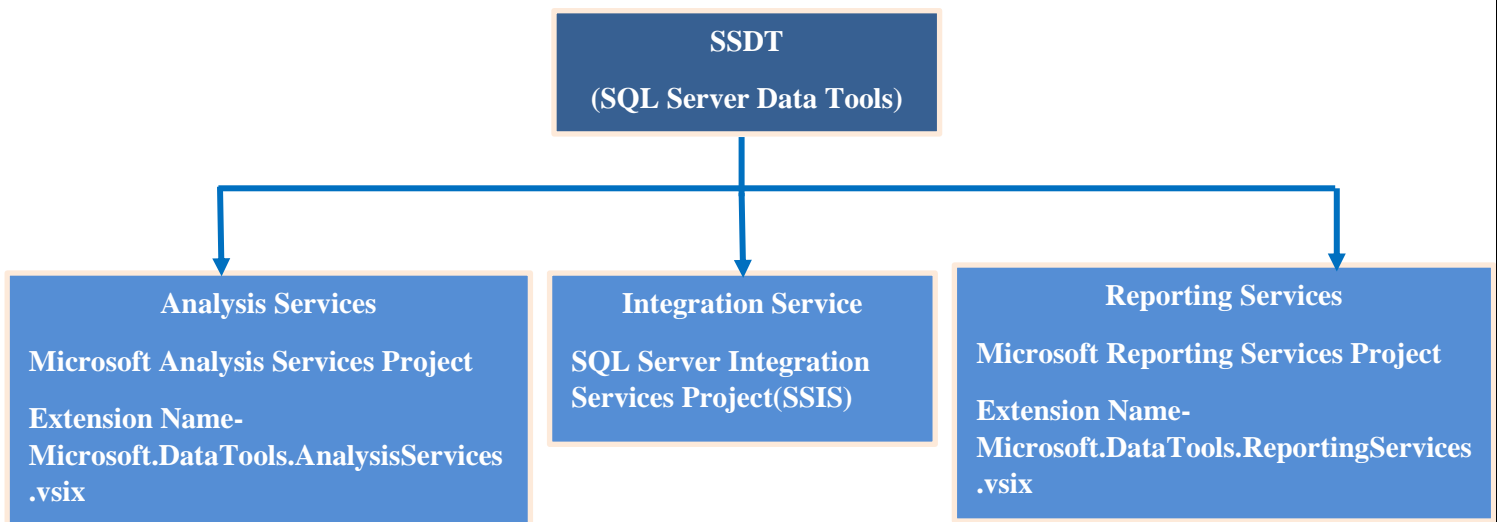 SSDT
(SQL Server Data Tools)
Analysis Services
Microsoft Analysis Services Project
Extension Name-
Microsoft.DataTools.AnalysisServices
.vsix
Integration Service
SQL Server Integration
Services Project(SSIS)
Reporting Services
Microsoft Reporting Services Project
Extension Name-
Microsoft.DataTools.ReportingServices
.vsix